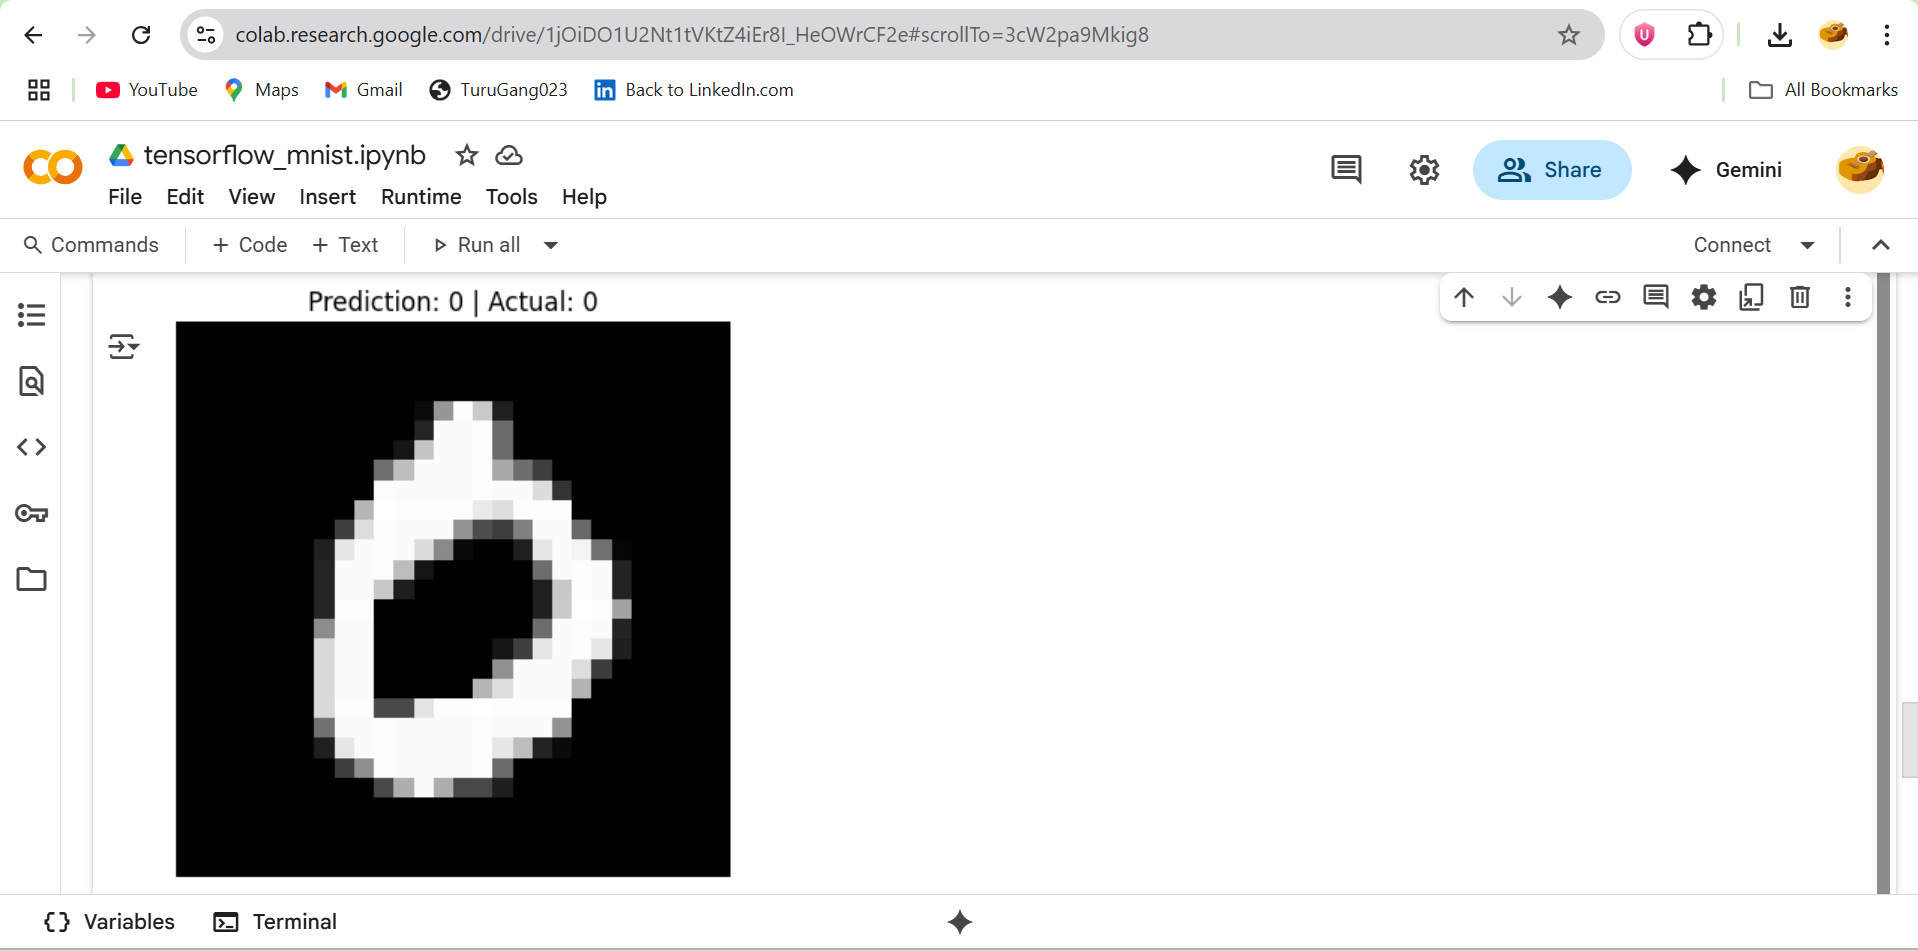 colab.research.google.com/drive/1jOiDO1U2Nt1tVKtZ4iEr8I_HeOWrCF2e#scrollTo=3cW2pa9Mkig8
YouTube Maps Gmail TuruGang023 Back to LinkedIn.com All Bookmarks
tensorflow_mnist.ipynb
Share Gemini
File Edit View Insert Runtime Tools Help
Commands + Code + Text Run all Connect
Prediction: 0 | Actual: 0
Variables Terminal